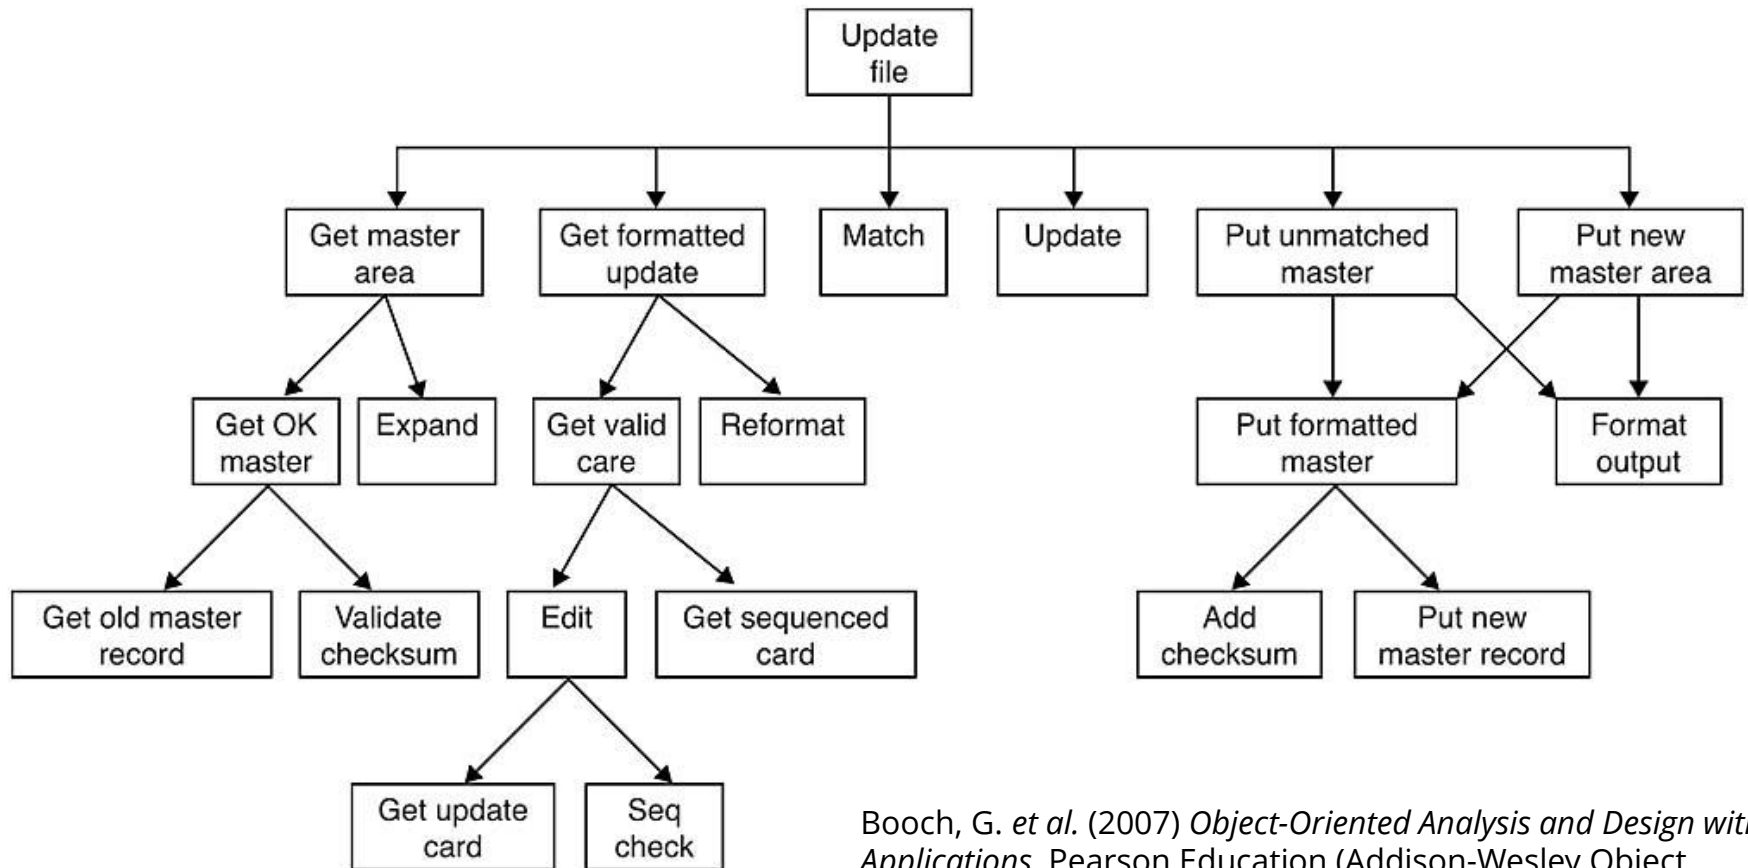 Update
file
Get master
area
Get formatted
update
Match
Update
Put unmatched
master
Put new
master area
Get OK
master
Expand
Get valid
care
Reformat
Put formatted
master
Format
output
Get old master
record
Validate
checksum
Edit
Get sequenced
card
Add
checksum
Put new
master record
Get update
card
Seq
check
Booch, G. et al. (2007) Object-Oriented Analysis and Design with
Applications. Pearson Education (Addison-Wesley Object